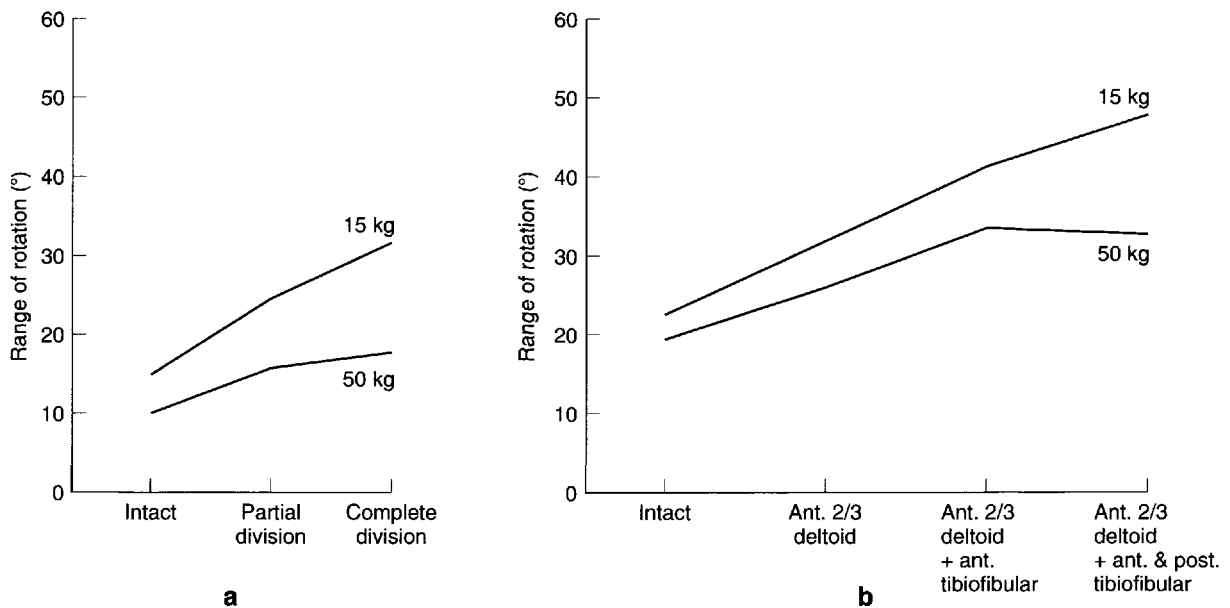 60
50
40
30
20
10
0
Range of rotation (°)
15 kg
50 kg
Intact
Partial
division
Complete
division
a
60
50
40
30
20
10
0
Range of rotation (°)
15 kg
50 kg
Intact
Ant. 2/3
deltoid
Ant. 2/3
deltoid
+ ant.
tibiofibular
Ant. 2/3
deltoid
+ ant. & post.
tibiofibular
b